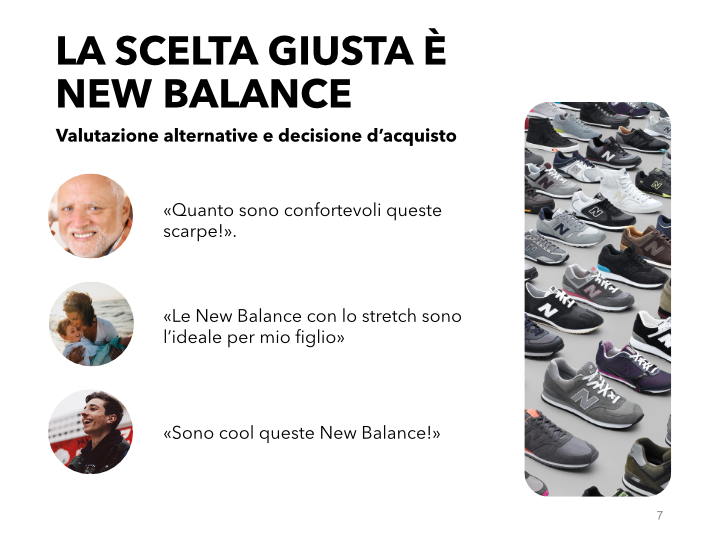 LA SCELTA GIUSTA È
NEW BALANCE
Valutazione alternative e decisione d’acquisto
«Quanto sono confortevoli queste
scarpe!».
«Le New Balance con lo stretch sono
l’ideale per mio figlio»
«Sono cool queste New Balance!»
7